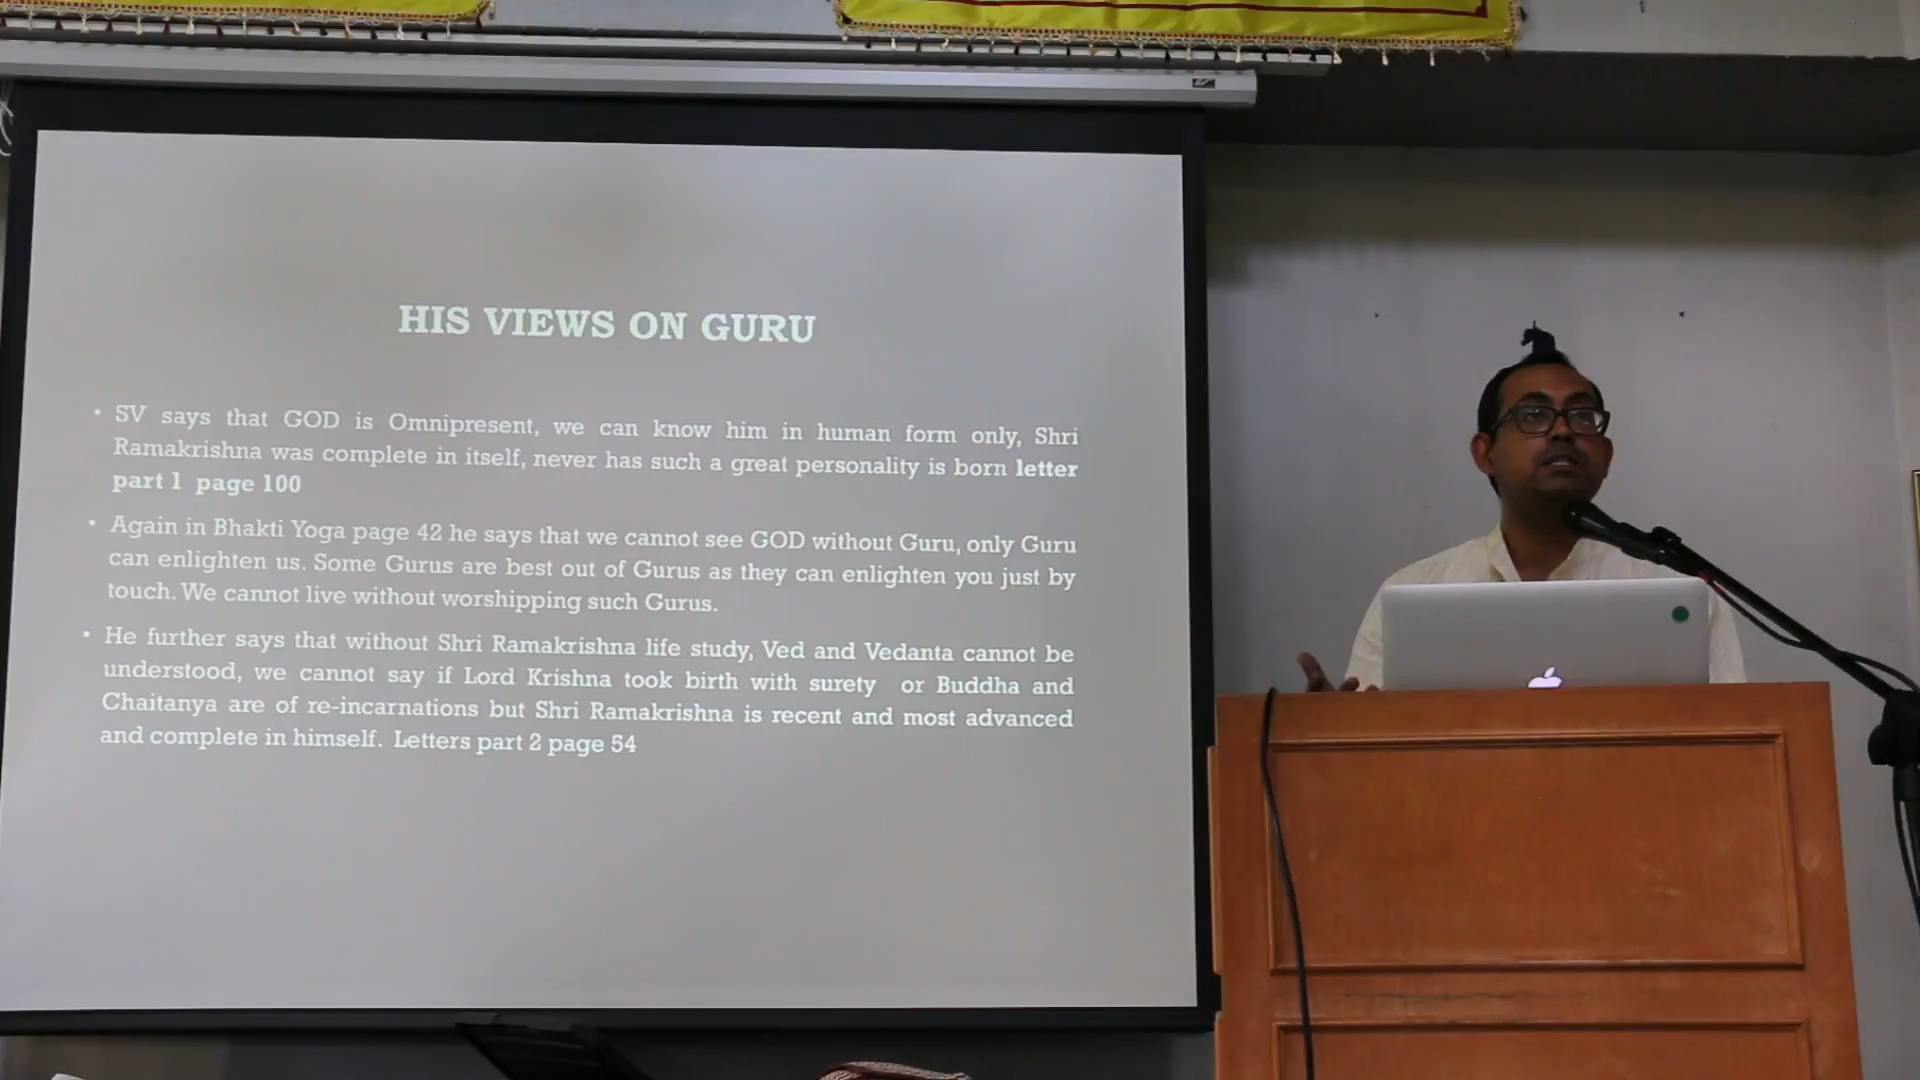 HIS VIEWS ON GURU
• SV says that GOD is Omnipresent, we can know him in human form only, Shri
Ramakrishna was complete in itself, never has such a great personality is born letter
part 1 page 100
• Again in Bhakti Yoga page 42 he says that we cannot see GOD without Guru, only Guru
can enlighten us. Some Gurus are best out of Gurus as they can enlighten you just by
touch. We cannot live without worshipping such Gurus.
• He further says that without Shri Ramakrishna life study, Ved and Vedanta cannot be
understood, we cannot say if Lord Krishna took birth with surety or Buddha and
Chaitanya are of re-incarnations but Shri Ramakrishna is recent and most advanced
and complete in himself. Letters part 2 page 54